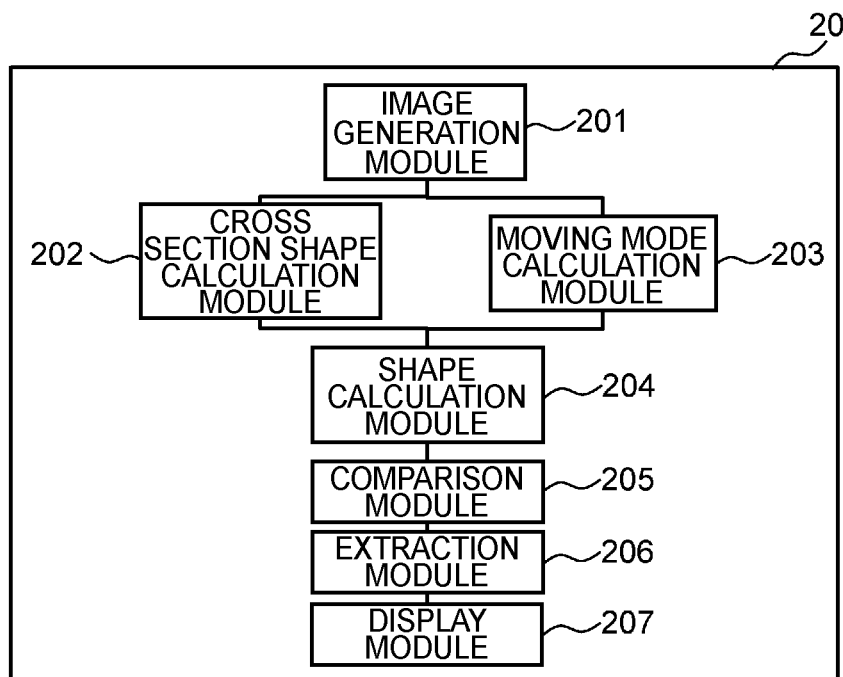 20
IMAGE
GENERATION
MODULE
201
CROSS
SECTION SHAPE
CALCULATION
MODULE
202
MOVING MODE
CALCULATION
MODULE
203
SHAPE
CALCULATION
MODULE
204
COMPARISON
MODULE
205
EXTRACTION
MODULE
206
DISPLAY
MODULE
207